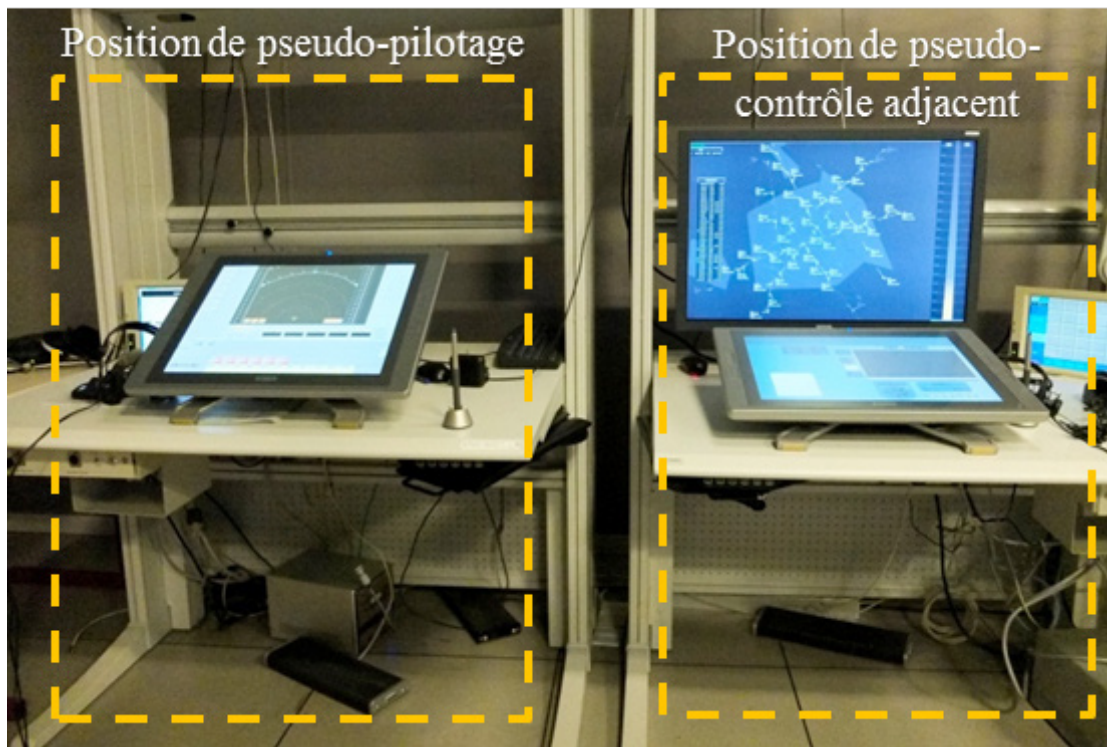 Position de pseudo-pilotage
Position de pseudo-
contrôle adjacent